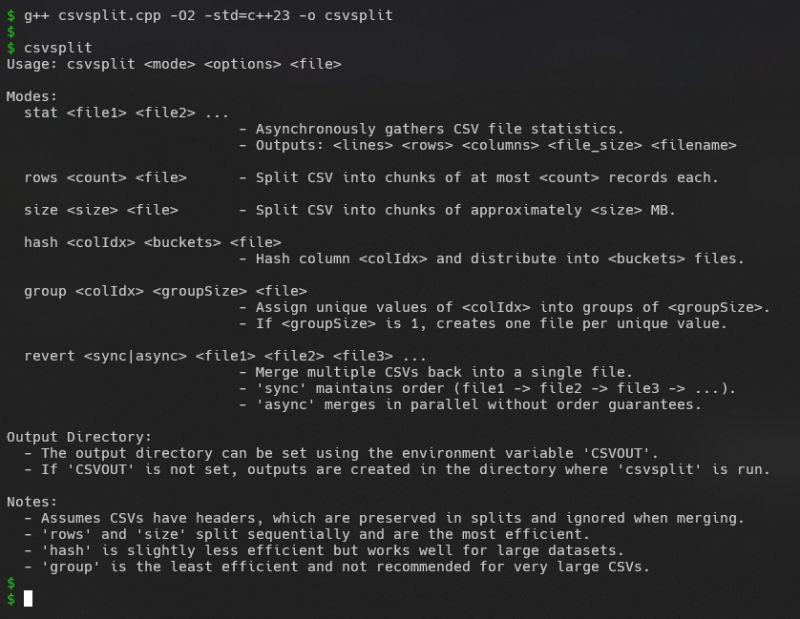 $ g++ csvsplit.cpp -O2 -std=c++23 -o csvsplit
$
$ csvsplit
Usage: csvsplit <mode> <options> <file>

Modes:
  stat <file1> <file2> ...
                           - Asynchronously gathers CSV file statistics.
                           - Outputs: <lines> <rows> <columns> <file_size> <filename>

  rows <count> <file>      - Split CSV into chunks of at most <count> records each.

  size <size> <file>       - Split CSV into chunks of approximately <size> MB.

  hash <colIdx> <buckets> <file>
                           - Hash column <colIdx> and distribute into <buckets> files.

  group <colIdx> <groupSize> <file>
                           - Assign unique values of <colIdx> into groups of <groupSize>.
                           - If <groupSize> is 1, creates one file per unique value.

  revert <sync|async> <file1> <file2> <file3> ...
                           - Merge multiple CSVs back into a single file.
                           - 'sync' maintains order (file1 -> file2 -> file3 -> ...).
                           - 'async' merges in parallel without order guarantees.

Output Directory:
  - The output directory can be set using the environment variable 'CSVOUT'.
  - If 'CSVOUT' is not set, outputs are created in the directory where 'csvsplit' is run.

Notes:
  - Assumes CSVs have headers, which are preserved in splits and ignored when merging.
  - 'rows' and 'size' split sequentially and are the most efficient.
  - 'hash' is slightly less efficient but works well for large datasets.
  - 'group' is the least efficient and not recommended for very large CSVs.
$
$